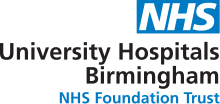 NHS
University Hospitals
Birmingham
NHS Foundation Trust